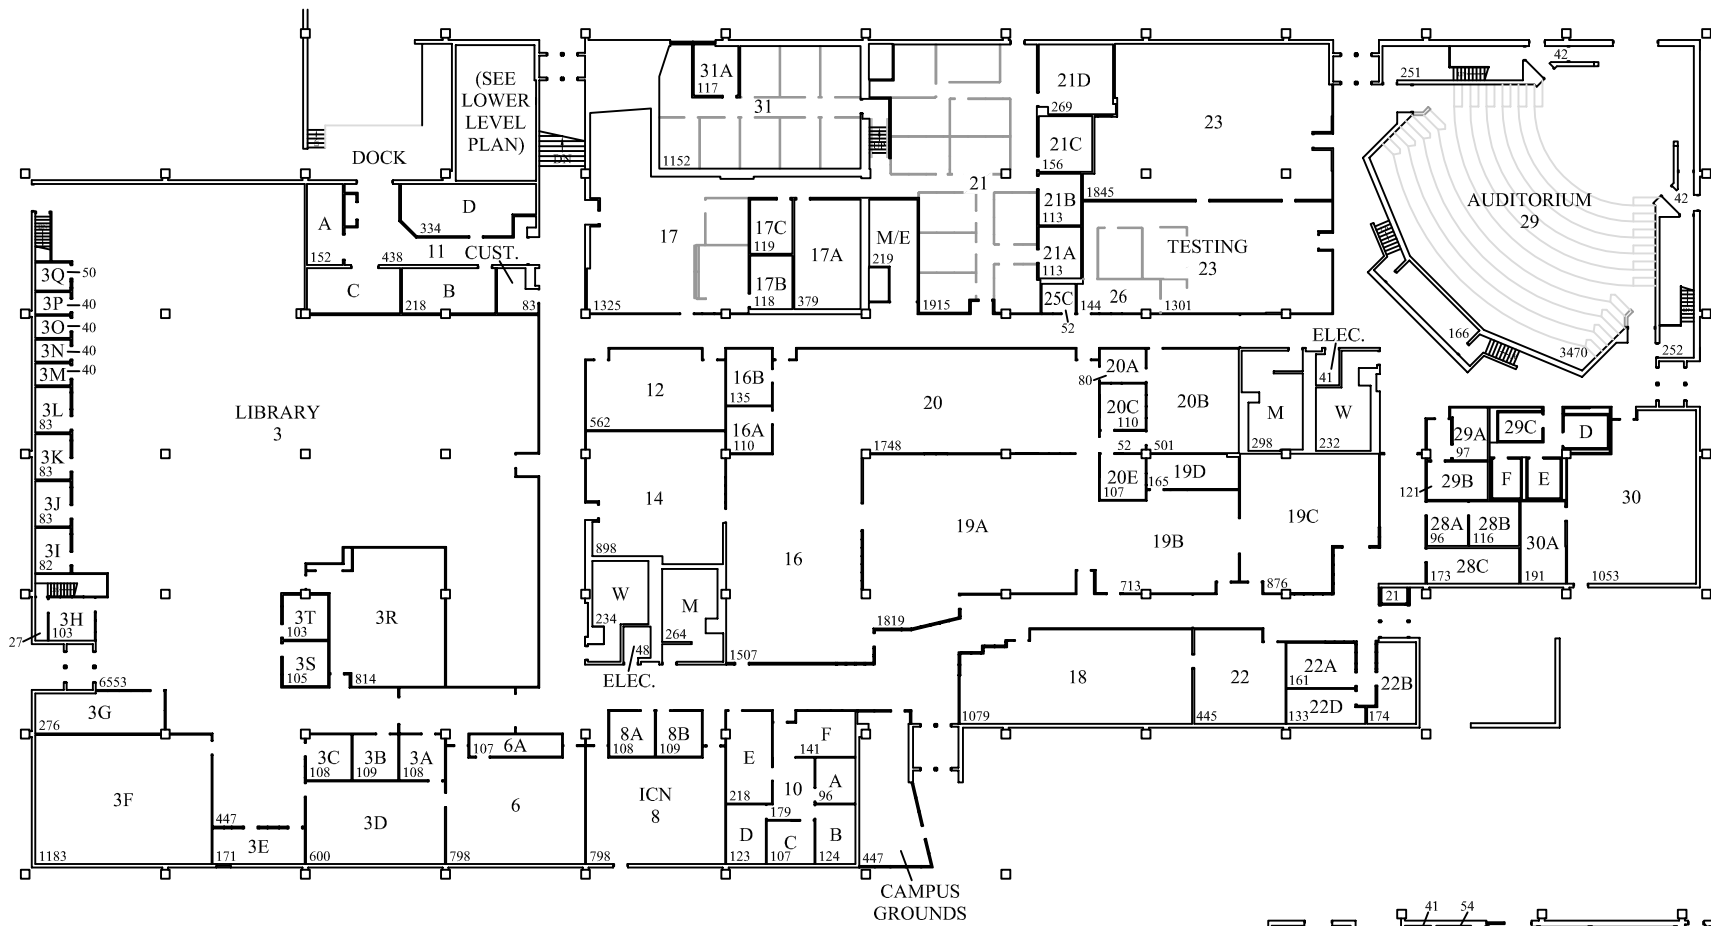 (SEE
LOWER
LEVEL
PLAN)
DN
DOCK
A
152
438
D
334
11
CUST.
C
218
B
83
31A
117
31
1152
17
1325
17C
119
17B
118
17A
379
M/E
219
21
1915
21D
269
21C
156
21B
113
21A
113
25C
52
144
26
23
1845
TESTING
23
1301
251
42
AUDITORIUM
29
42
166
3470
252
3Q
50
3P
40
3O
40
3N
40
3M
40
3L
83
3K
83
3J
83
3I
82
3H
103
27
LIBRARY
3
3T
103
3S
105
3R
814
6553
3G
276
3F
1183
447
3E
171
3C
108
3B
109
3A
108
3D
600
107
6A
6
798
12
562
14
898
W
234
M
264
48
ELEC.
16B
135
16A
110
16
1507
20
1748
20A
80
20C
110
52
20B
501
20E
107
19D
165
19A
1819
19B
713
19C
876
ELEC.
41
M
298
W
232
29A
97
29C
D
29B
121
F
E
30
1053
28A
96
28B
116
28C
173
30A
191
21
18
1079
22
445
22A
161
22D
133
22B
174
8A
108
8B
109
ICN
8
798
E
218
F
141
10
179
A
96
D
123
C
107
B
124
447
CAMPUS
GROUNDS
41
54